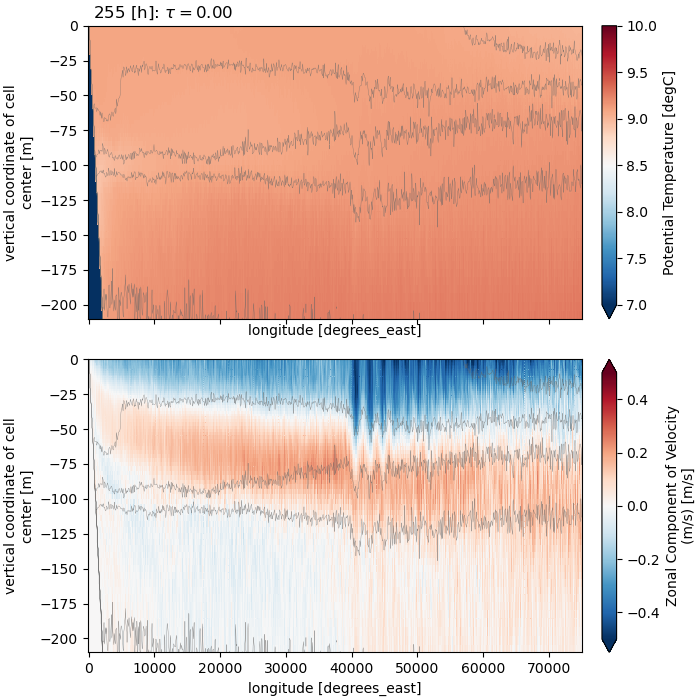 255 [h]: τ = 0.00
0
−25
−50
−75
−100
−125
−150
−175
−200
vertical coordinate of cell
center [m]
longitude [degrees_east]
10.0
9.5
9.0
8.5
8.0
7.5
7.0
Potential Temperature [degC]
0
−25
−50
−75
−100
−125
−150
−175
−200
vertical coordinate of cell
center [m]
0 10000 20000 30000 40000 50000 60000 70000
longitude [degrees_east]
0.4
0.2
0.0
−0.2
−0.4
Zonal Component of Velocity
(m/s) [m/s]